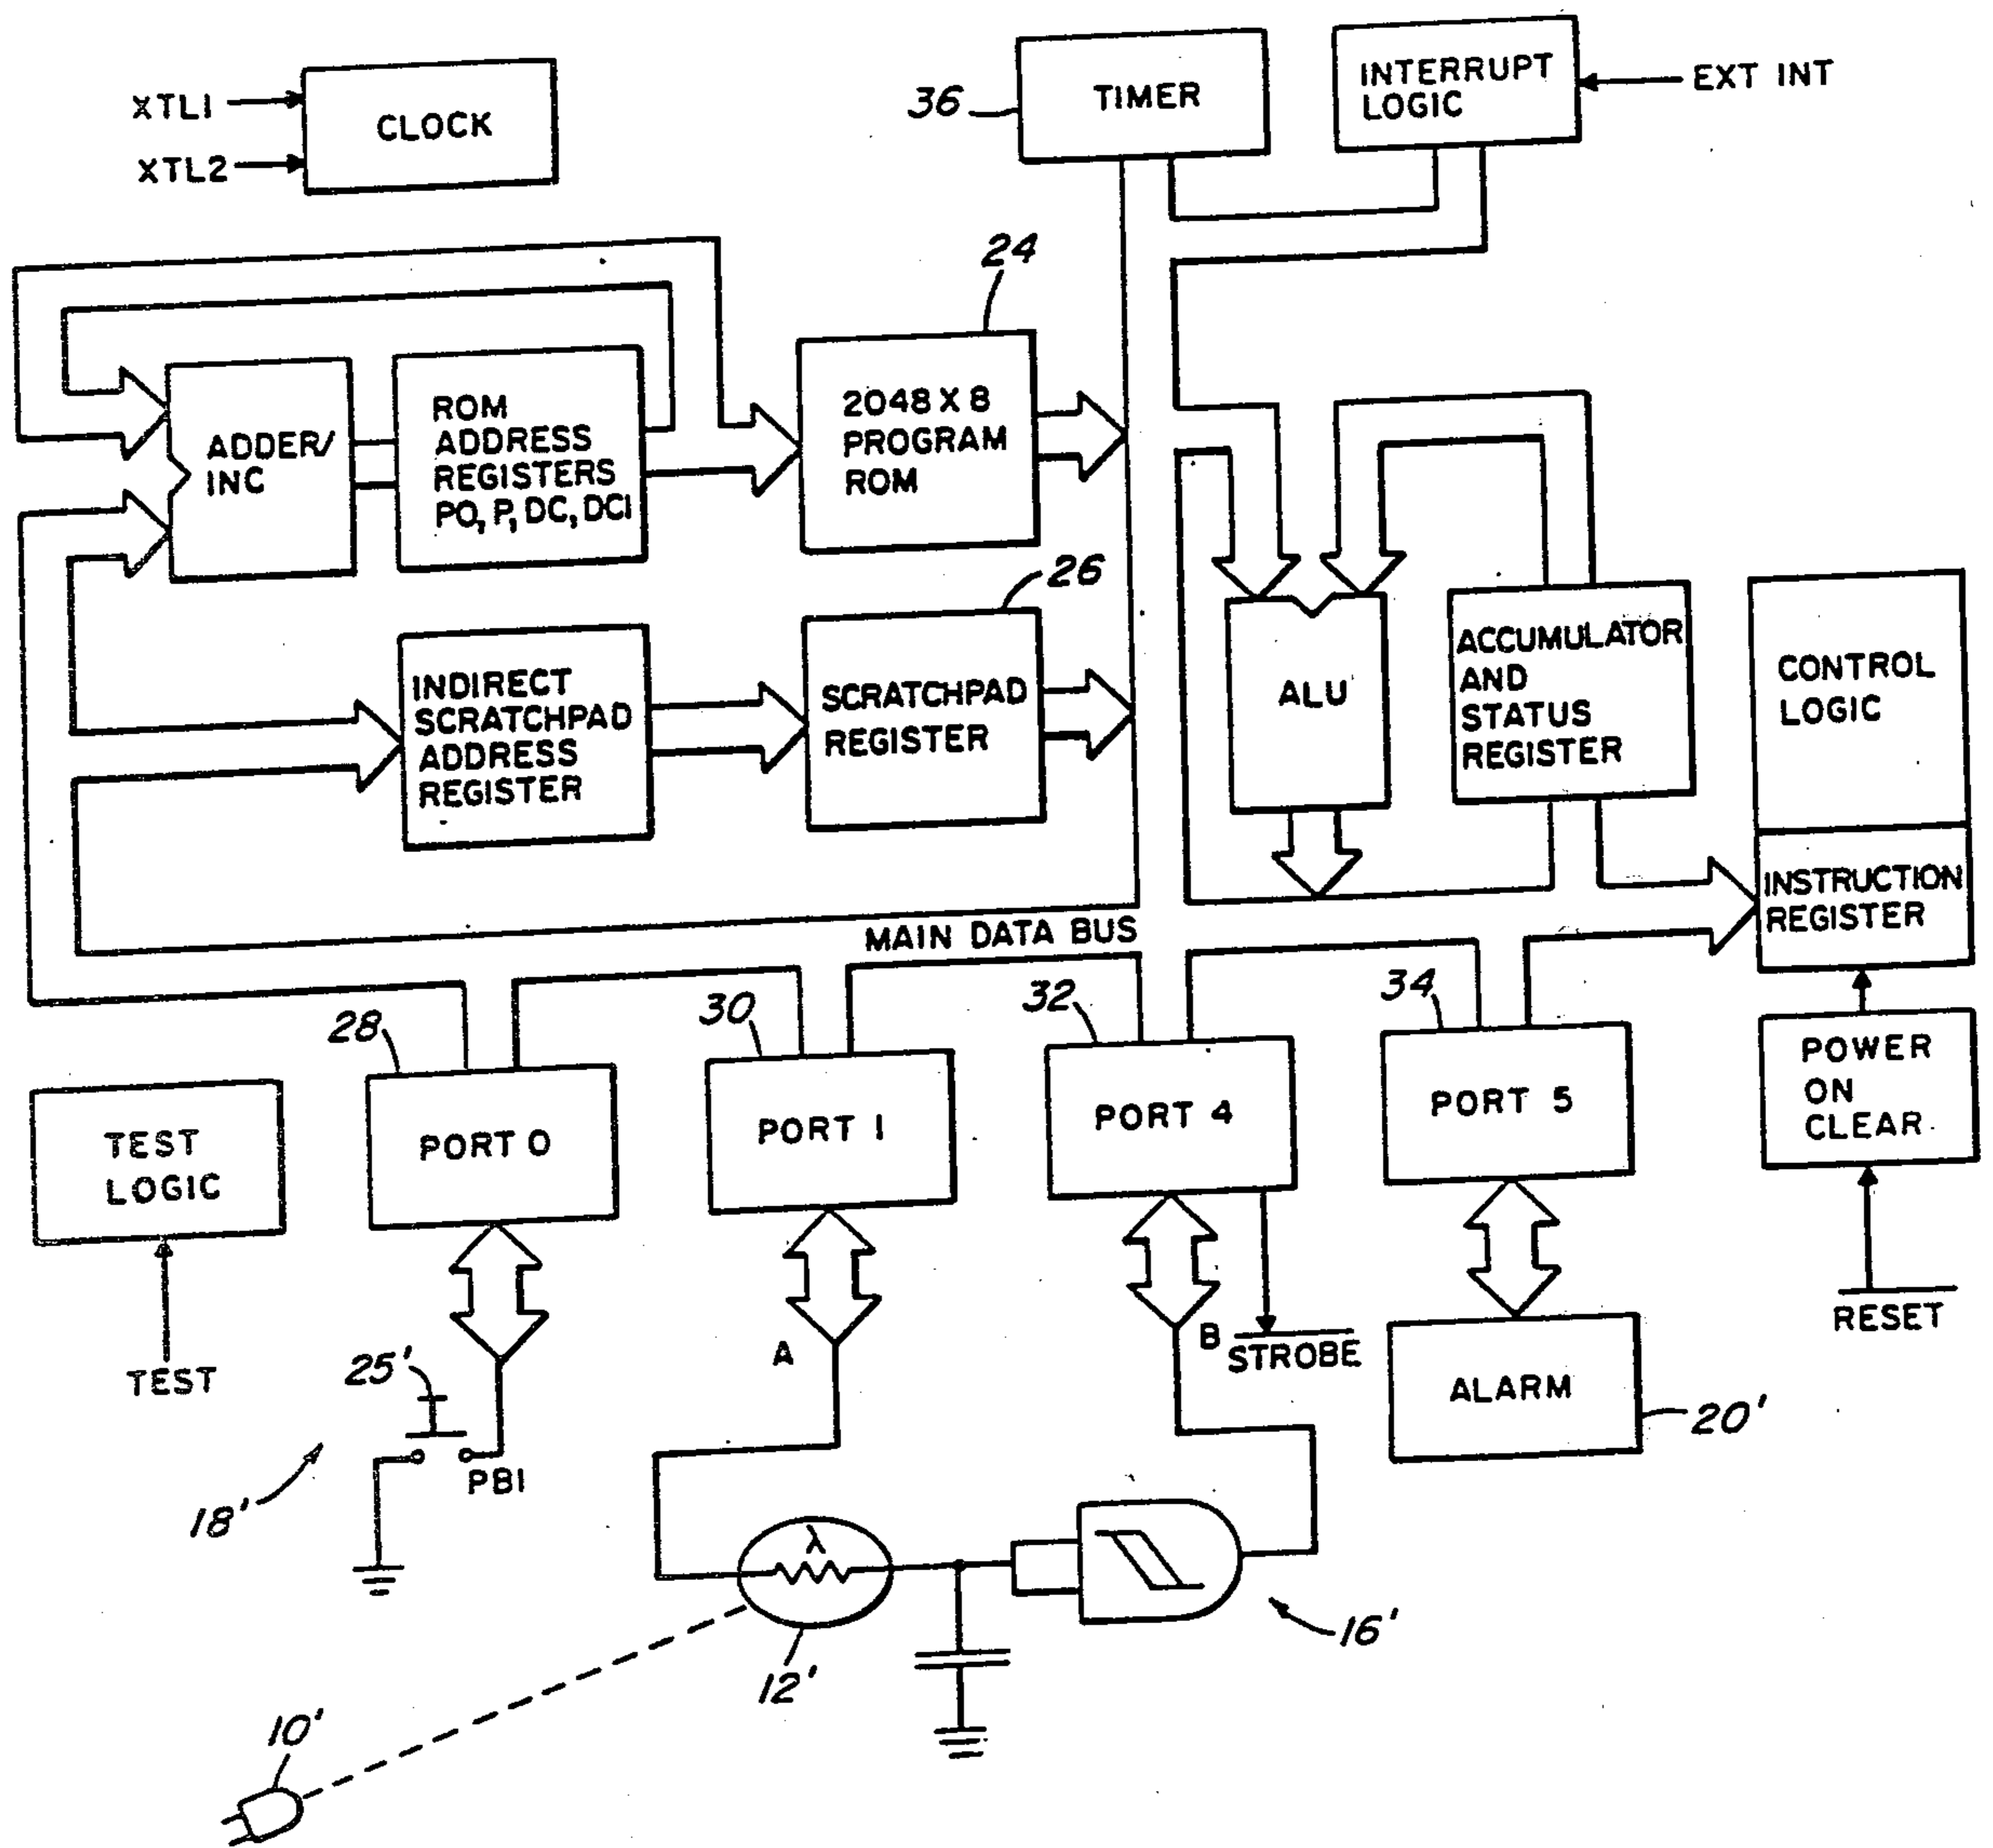 XTL1
XTL2
CLOCK
36
TIMER
INTERRUPT
LOGIC
EXT INT
24
ADDER/
INC
ROM
ADDRESS
REGISTERS
PO, P, DC, DC1
2048 X 8
PROGRAM
ROM
26
INDIRECT
SCRATCHPAD
ADDRESS
REGISTER
SCRATCHPAD
REGISTER
ALU
ACCUMULATOR
AND
STATUS
REGISTER
CONTROL
LOGIC
INSTRUCTION
REGISTER
MAIN DATA BUS
28
30
32
34
TEST
LOGIC
PORT 0
PORT 1
PORT 4
PORT 5
POWER
ON
CLEAR
TEST
A
B
STROBE
RESET
ALARM
20'
25'
PB1
18'
λ
12'
16'
10'